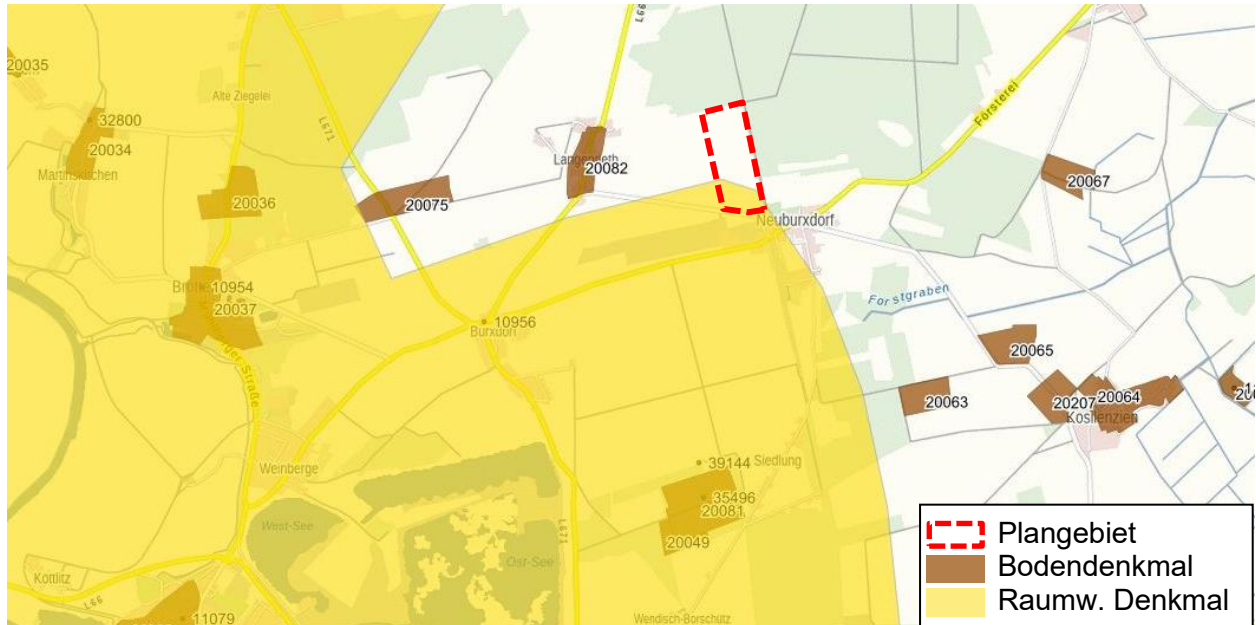 20035
L66
Alte Ziegelei
32800
20034
Martinskirchen
L671
Langenrieth
20082
20036
20075
Försterei
20067
Neuburxdorf
10954
20037
10956
Burxdorf
Forstgraben
20065
20063
20207
20064
Kosilenzien
Weinberge
39144
Siedlung
35496
20081
20049
West-See
Ost-See
L671
Kottlitz
L66
11079
Wendisch-Borschütz
Plangebiet
Bodendenkmal
Raumw. Denkmal